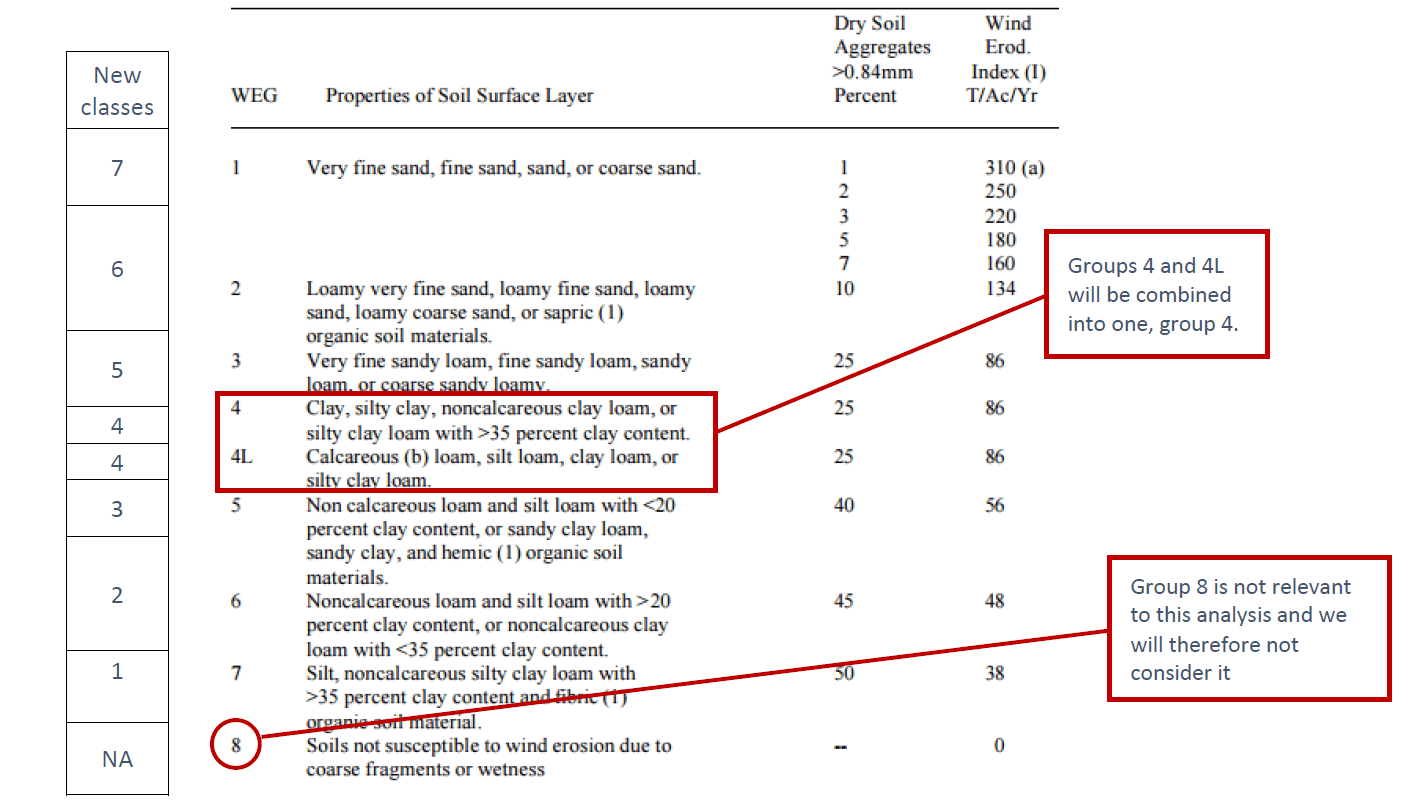 New
classes
7
6
5
4
4
3
2
1
NA
Dry Soil Wind
Aggregates Erod.
>0.84mm Index (I)
WEG Properties of Soil Surface Layer Percent T/Ac/Yr
1 Very fine sand, fine sand, sand, or coarse sand. 1 310 (a)
2 250
3 220
5 180
7 160
2 Loamy very fine sand, loamy fine sand, loamy 10 134
sand, loamy coarse sand, or sapric (1)
organic soil materials.
3 Very fine sandy loam, fine sandy loam, sandy 25 86
loam, or coarse sandy loamy.
4 Clay, silty clay, noncalcareous clay loam, or 25 86
silty clay loam with >35 percent clay content.
4L Calcareous (b) loam, silt loam, clay loam, or 25 86
silty clay loam.
5 Non calcareous loam and silt loam with <20 40 56
percent clay content, or sandy clay loam,
sandy clay, and hemic (1) organic soil
materials.
6 Noncalcareous loam and silt loam with >20 45 48
percent clay content, or noncalcareous clay
loam with <35 percent clay content.
7 Silt, noncalcareous silty clay loam with 50 38
>35 percent clay content and fibric (1)
organic soil material.
8 Soils not susceptible to wind erosion due to -- 0
coarse fragments or wetness
Groups 4 and 4L
will be combined
into one, group 4.
Group 8 is not relevant
to this analysis and we
will therefore not
consider it